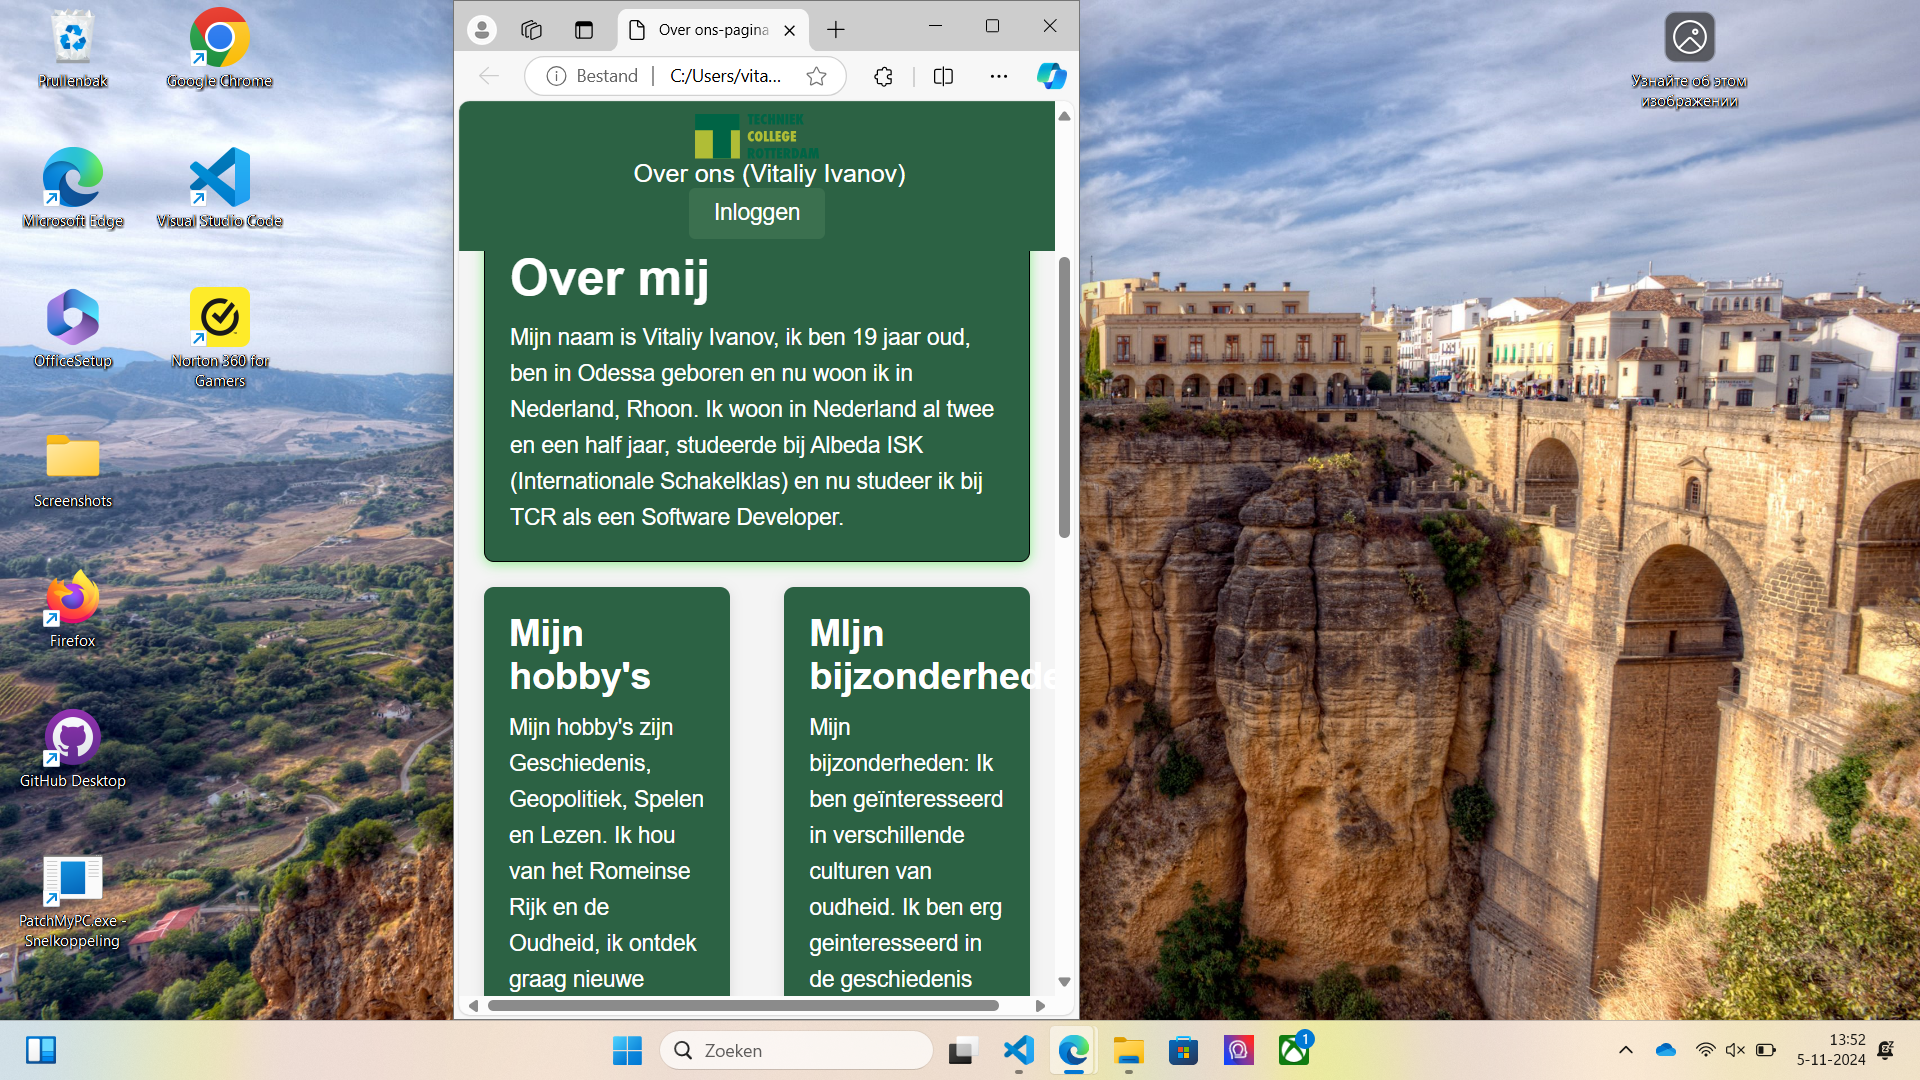 Prullenbak
Google Chrome
Microsoft Edge
Visual Studio Code
OfficeSetup
Norton 360 for
Gamers
Screenshots
Firefox
GitHub Desktop
PatchMyPC.exe -
Snelkoppeling
Over ons-pagina
Bestand
C:/Users/vita...
TECHNIEK
COLLEGE
ROTTERDAM
Over ons (Vitaliy Ivanov)
Inloggen
Over mij
Mijn naam is Vitaliy Ivanov, ik ben 19 jaar oud,
ben in Odessa geboren en nu woon ik in
Nederland, Rhoon. Ik woon in Nederland al twee
en een half jaar, studeerde bij Albeda ISK
(Internationale Schakelklas) en nu studeer ik bij
TCR als een Software Developer.
Mijn
hobby's
Mijn hobby's zijn
Geschiedenis,
Geopolitiek, Spelen
en Lezen. Ik hou
van het Romeinse
Rijk en de
Oudheid, ik ontdek
graag nieuwe
MIjn
bijzonderhede
Mijn
bijzonderheden: Ik
ben geïnteresseerd
in verschillende
culturen van
oudheid. Ik ben erg
geinteresseerd in
de geschiedenis
Узнайте об этом
изображении
Zoeken
1
13:52
5-11-2024